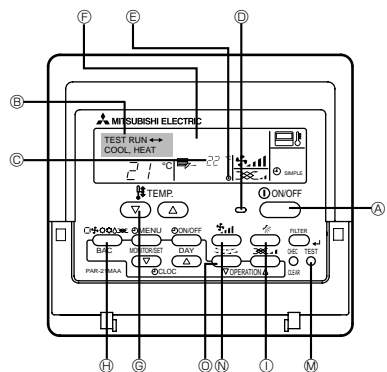 Ⓓ
Ⓔ
Ⓕ
Ⓑ
MITSUBISHI ELECTRIC
TEST RUN
COOL, HEAT
Ⓒ
21 °C
22 °C
SIMPLE
TEMP.
ON/OFF
Ⓐ
MENU
ON/OFF
FILTER
BAC
MONITOR/SET
DAY
CHEC
TEST
PAR-21MAA
CLOC
OPERATION
CLEAR
Ⓗ
Ⓖ
Ⓞ
Ⓝ
Ⓘ
Ⓜ